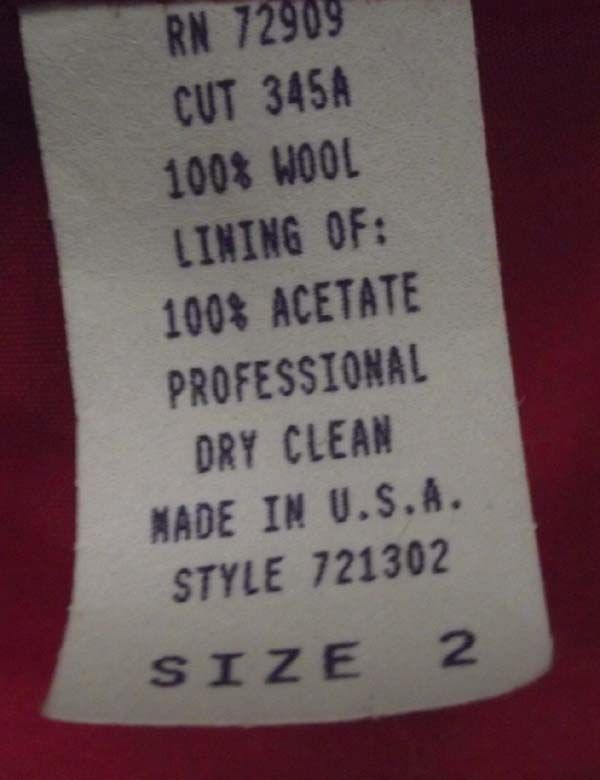 RN 72909
CUT 345A
100% WOOL
LINING OF:
100% ACETATE
PROFESSIONAL
DRY CLEAN
MADE IN U.S.A.
STYLE 721302
SIZE 2